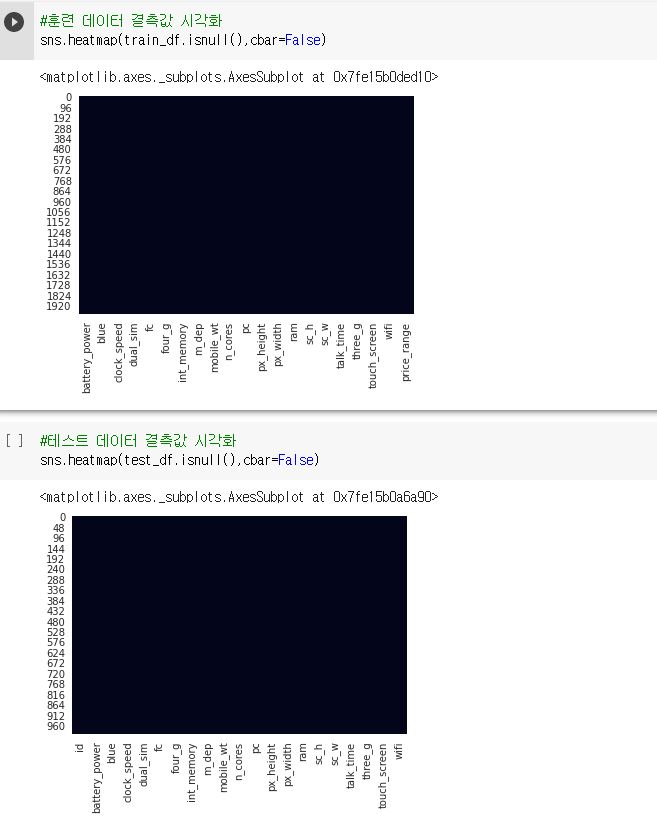 #훈련 데이터 결측값 시각화
sns.heatmap(train_df.isnull(),cbar=False)
<matplotlib.axes._subplots.AxesSubplot at 0x7fe15b0ded10>
0
96
192
288
384
480
576
672
768
864
960
1056
1152
1248
1344
1440
1536
1632
1728
1824
1920
battery_power
blue
clock_speed
dual_sim
fc
four_g
int_memory
m_dep
mobile_wt
n_cores
pc
px_height
px_width
ram
sc_h
sc_w
talk_time
three_g
touch_screen
wifi
price_range
[ ]
#테스트 데이터 결측값 시각화
sns.heatmap(test_df.isnull(),cbar=False)
<matplotlib.axes._subplots.AxesSubplot at 0x7fe15b0a6a90>
0
48
96
144
192
240
288
336
384
432
480
528
576
624
672
720
768
816
864
912
960
id
battery_power
blue
clock_speed
dual_sim
fc
four_g
int_memory
m_dep
mobile_wt
n_cores
pc
px_height
px_width
ram
sc_h
sc_w
talk_time
three_g
touch_screen
wifi